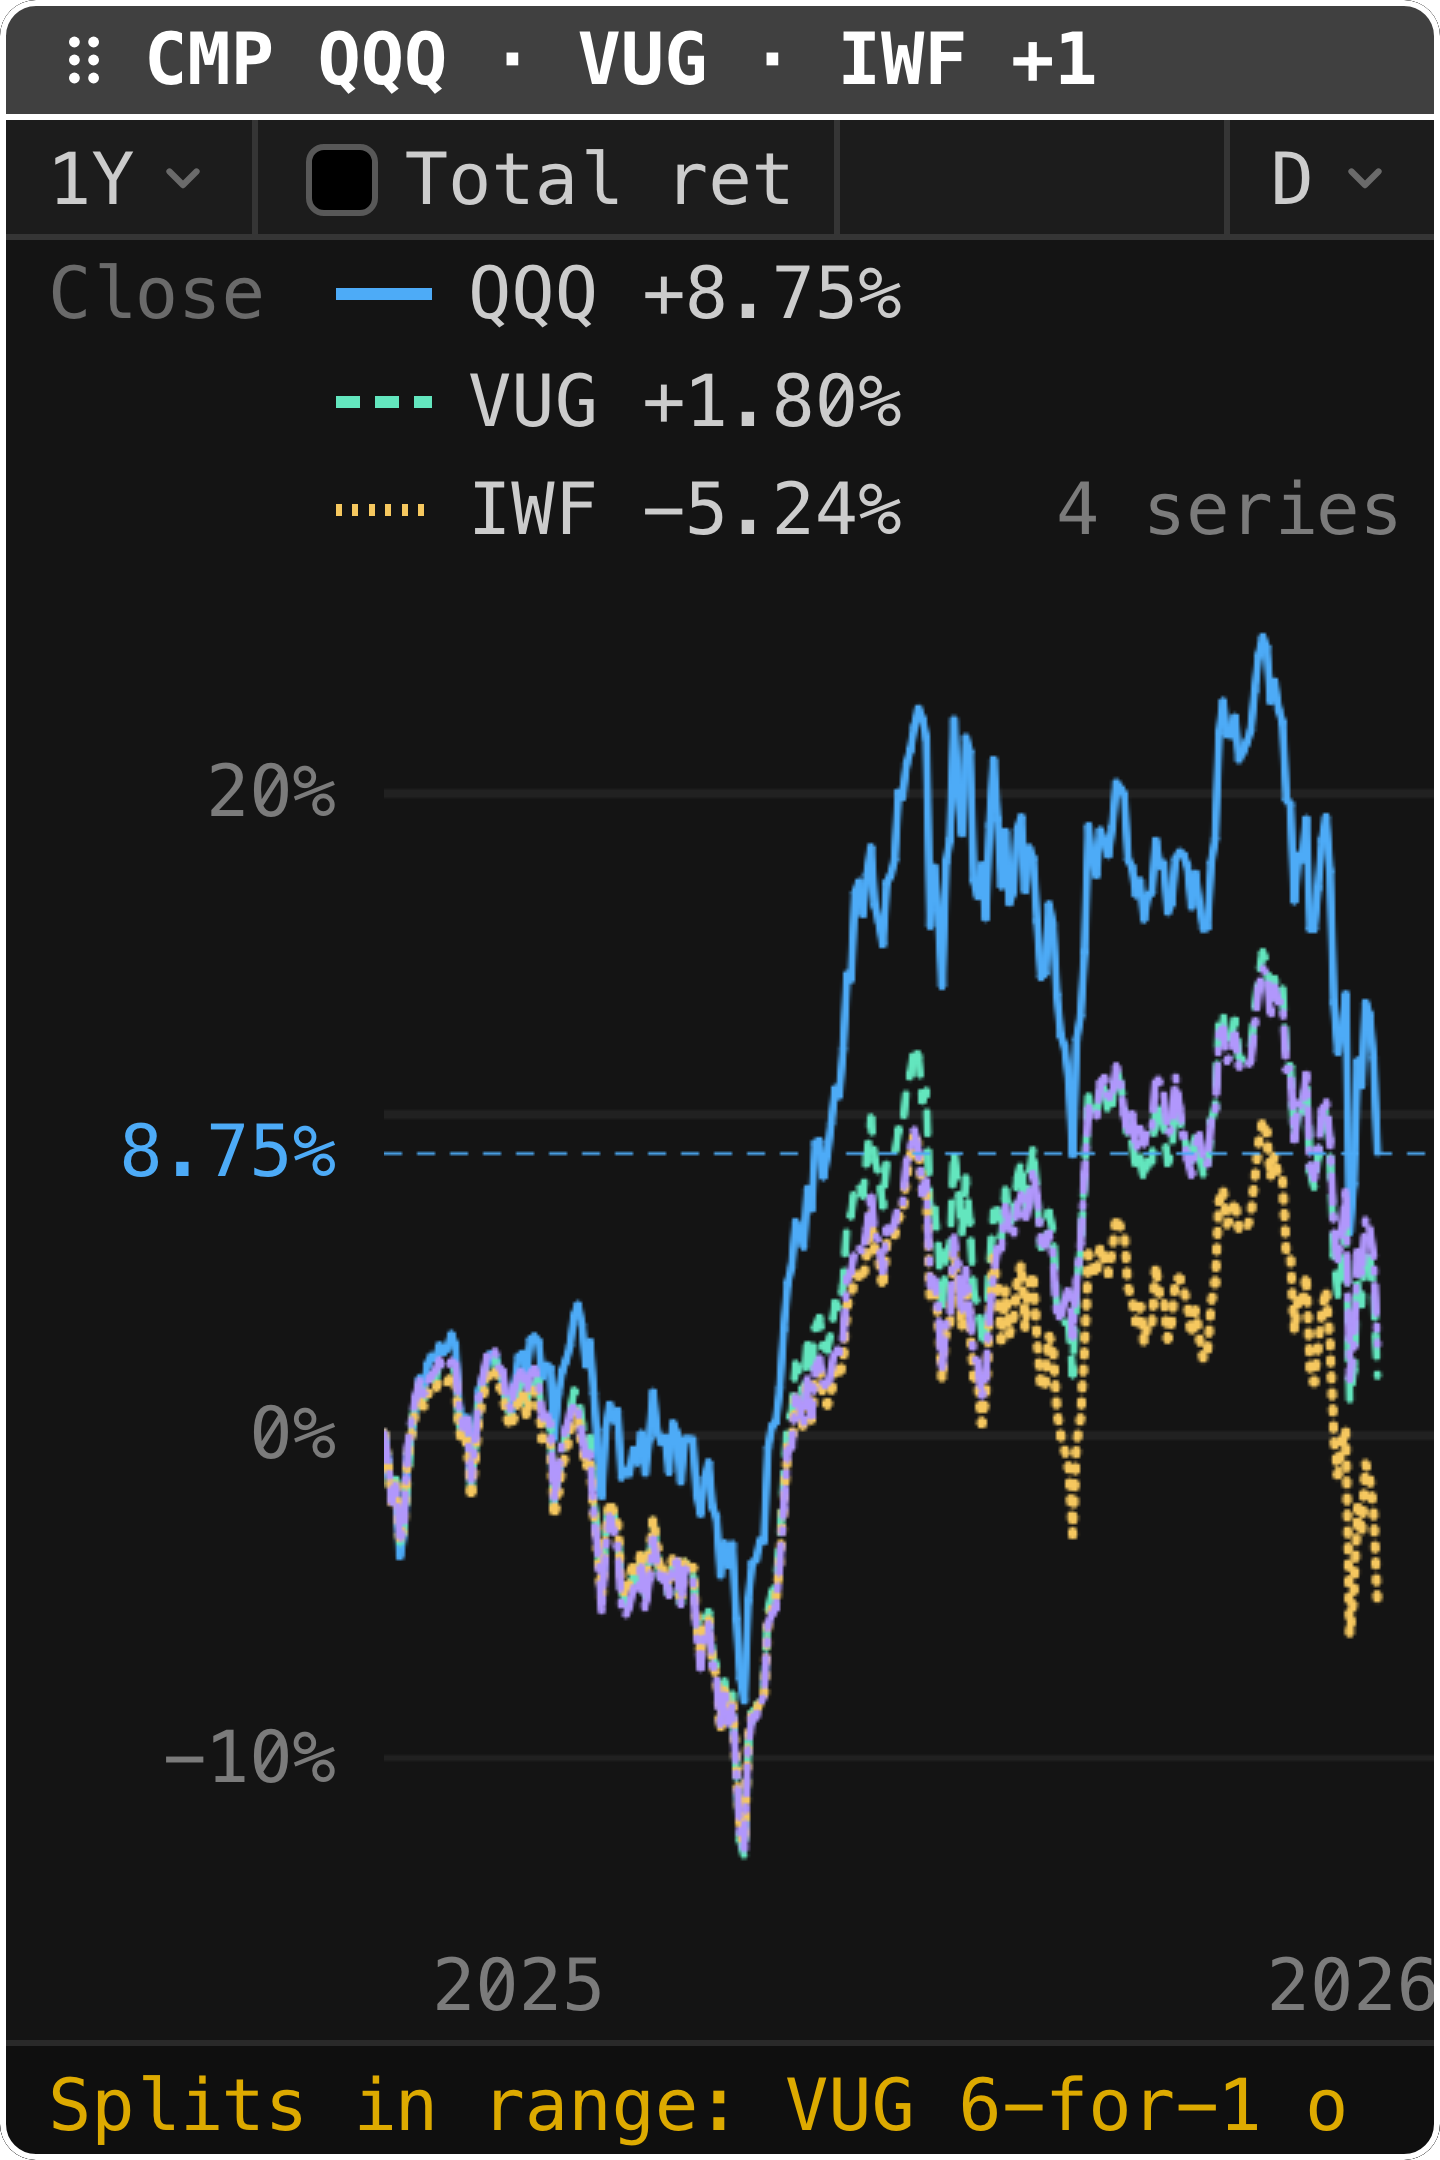 CMP QQQ · VUG · IWF +1
1Y Total ret D
Close QQQ +8.75%
VUG +1.80%
IWF −5.24% 4 series
20%
8.75%
0%
−10%
2025 2026
Splits in range: VUG 6−for−1 o